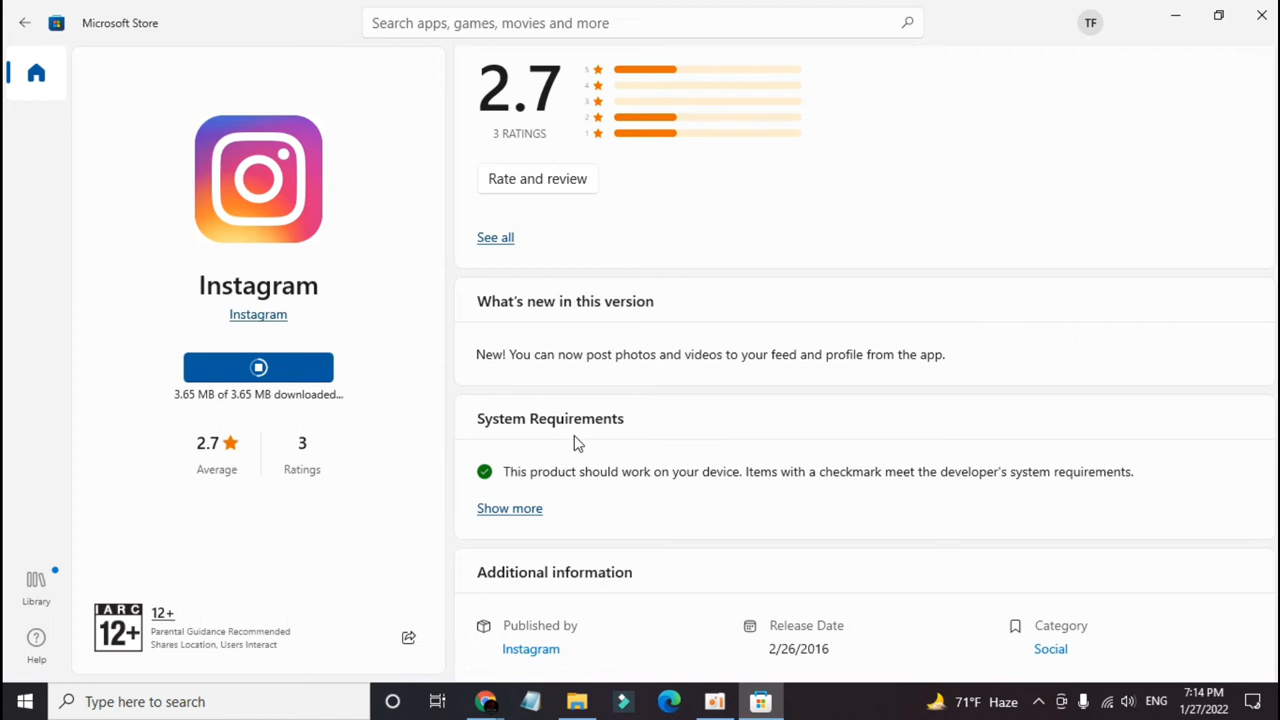 Microsoft Store
Search apps, games, movies and more
TF
2.7
3 RATINGS
5
4
3
2
1
Rate and review
See all
Instagram
Instagram
3.65 MB of 3.65 MB downloaded...
2.7
3
Average
Ratings
What's new in this version
New! You can now post photos and videos to your feed and profile from the app.
System Requirements
This product should work on your device. Items with a checkmark meet the developer's system requirements.
Show more
Additional information
Published by
Release Date
Category
Instagram
2/26/2016
Social
Library
Help
IARC
12+
12+
Parental Guidance Recommended
Shares Location, Users Interact
Type here to search
71°F Haze
ENG
7:14 PM
1/27/2022